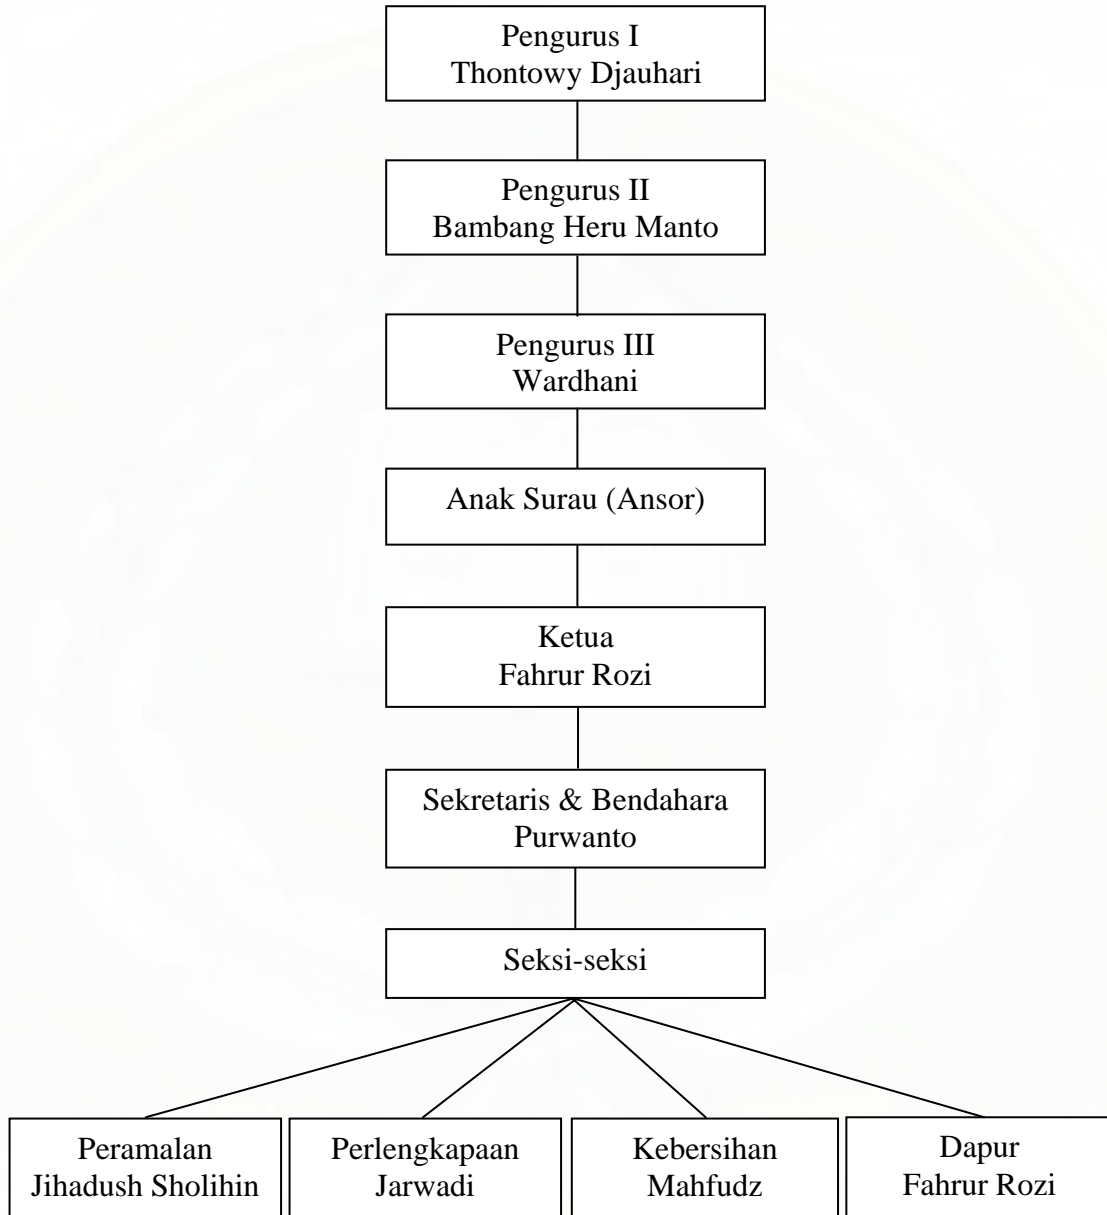 Pengurus I
Thontowy Djauhari
Pengurus II
Bambang Heru Manto
Pengurus III
Wardhani
Anak Surau (Ansor)
Ketua
Fahrur Rozi
Sekretaris & Bendahara
Purwanto
Seksi-seksi
Peramalan
Jihadush Sholihin
Perlengkapaan
Jarwadi
Kebersihan
Mahfudz
Dapur
Fahrur Rozi